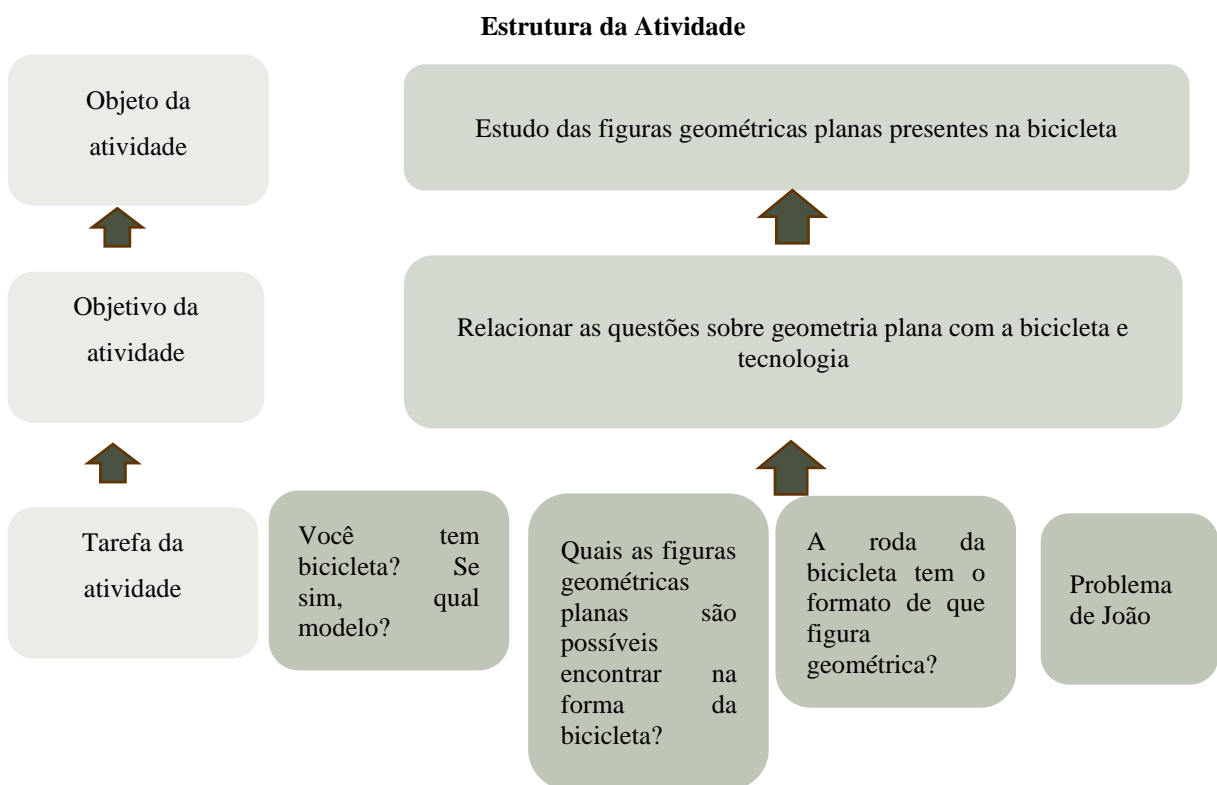 Estrutura da Atividade
Objeto da
atividade
Estudo das figuras geométricas planas presentes na bicicleta
Objetivo da
atividade
Relacionar as questões sobre geometria plana com a bicicleta e
tecnologia
Tarefa da
atividade
Você tem
bicicleta? Se
sim, qual
modelo?
Quais as figuras
geométricas
planas são
possíveis
encontrar na
forma da
bicicleta?
A roda da
bicicleta tem o
formato de que
figura
geométrica?
Problema
de João